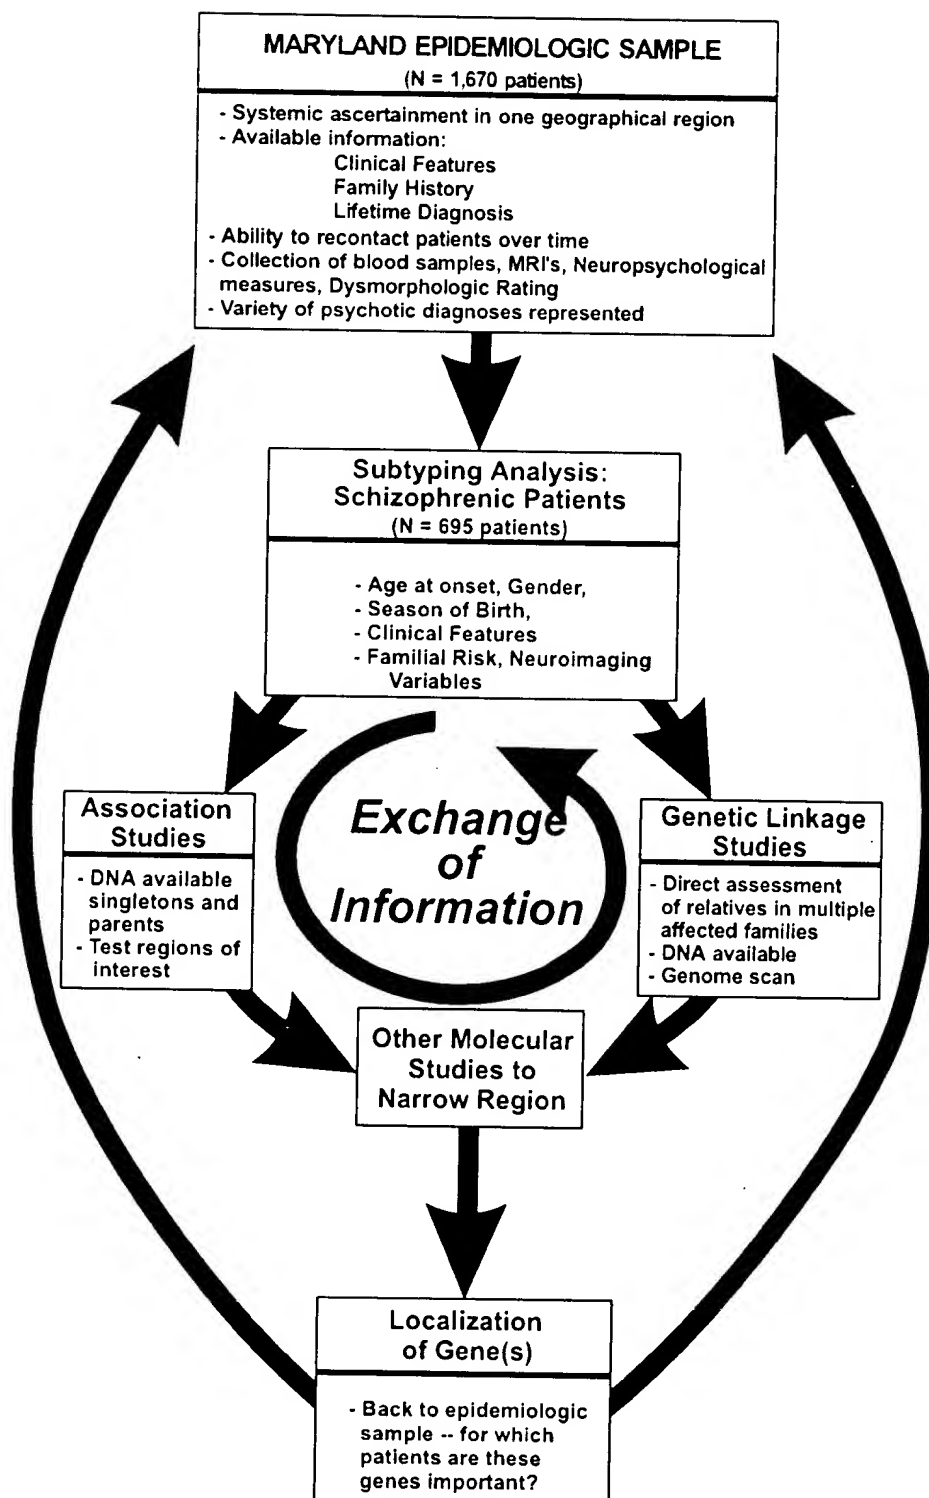 MARYLAND EPIDEMIOLOGIC SAMPLE
(N = 1,670 patients)
- Systemic ascertainment in one geographical region
- Available information:
Clinical Features
Family History
Lifetime Diagnosis
- Ability to recontact patients over time
- Collection of blood samples, MRI's, Neuropsychological
measures, Dysmorphologic Rating
- Variety of psychotic diagnoses represented
Subtyping Analysis:
Schizophrenic Patients
(N = 695 patients)
- Age at onset, Gender,
- Season of Birth,
- Clinical Features
- Familial Risk, Neuroimaging
Variables
Association
Studies
- DNA available
singletons and
parents
- Test regions of
interest
Exchange
of
Information
Genetic Linkage
Studies
- Direct assessment
of relatives in multiple
affected families
- DNA available
- Genome scan
Other Molecular
Studies to
Narrow Region
Localization
of Gene(s)
- Back to epidemiologic
sample -- for which
patients are these
genes important?